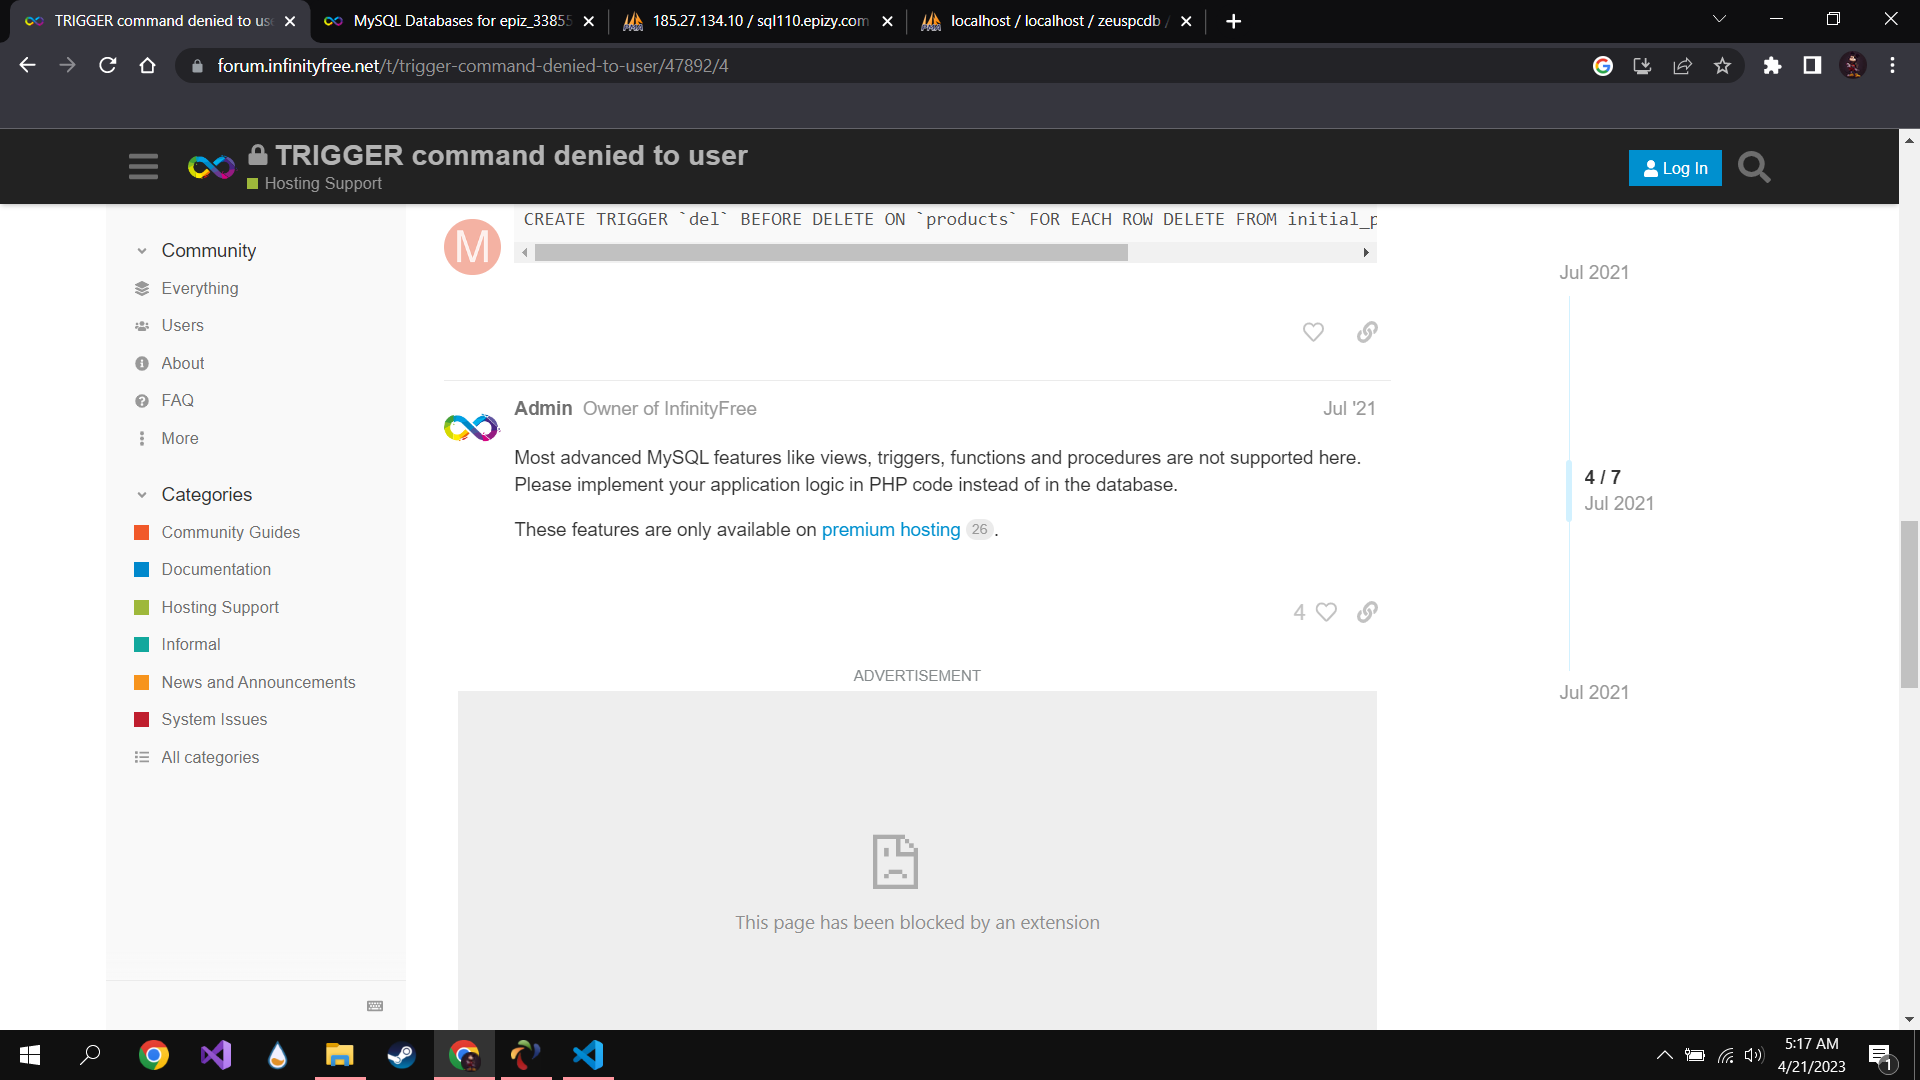 TRIGGER command denied to use
MySQL Databases for epiz_33855
185.27.134.10 / sql110.epizy.com
localhost / localhost / zeuspcdb /
forum.infinityfree.net/t/trigger-command-denied-to-user/47892/4
TRIGGER command denied to user
Hosting Support
Log In
Community
Everything
Users
About
FAQ
More
Categories
Community Guides
Documentation
Hosting Support
Informal
News and Announcements
System Issues
All categories
M
CREATE TRIGGER `del` BEFORE DELETE ON `products` FOR EACH ROW DELETE FROM initial_p
Admin Owner of InfinityFree
Jul '21
Most advanced MySQL features like views, triggers, functions and procedures are not supported here.
Please implement your application logic in PHP code instead of in the database.
These features are only available on premium hosting 26 .
4
ADVERTISEMENT
This page has been blocked by an extension
Jul 2021
4 / 7
Jul 2021
Jul 2021
5:17 AM
4/21/2023
1